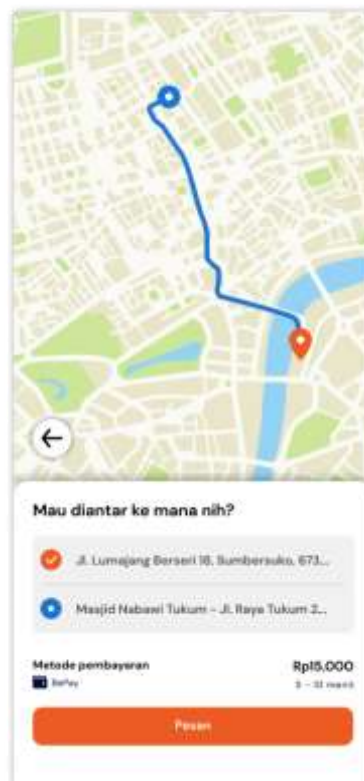 Mau diantar ke mana nih?
Jl. Lumajang Berseri 18, Sumbersuko, 673...
Masjid Nabawi Tukum - Jl. Raya Tukum 2...
Metode pembayaran
Rp15,000
menit
Pesan